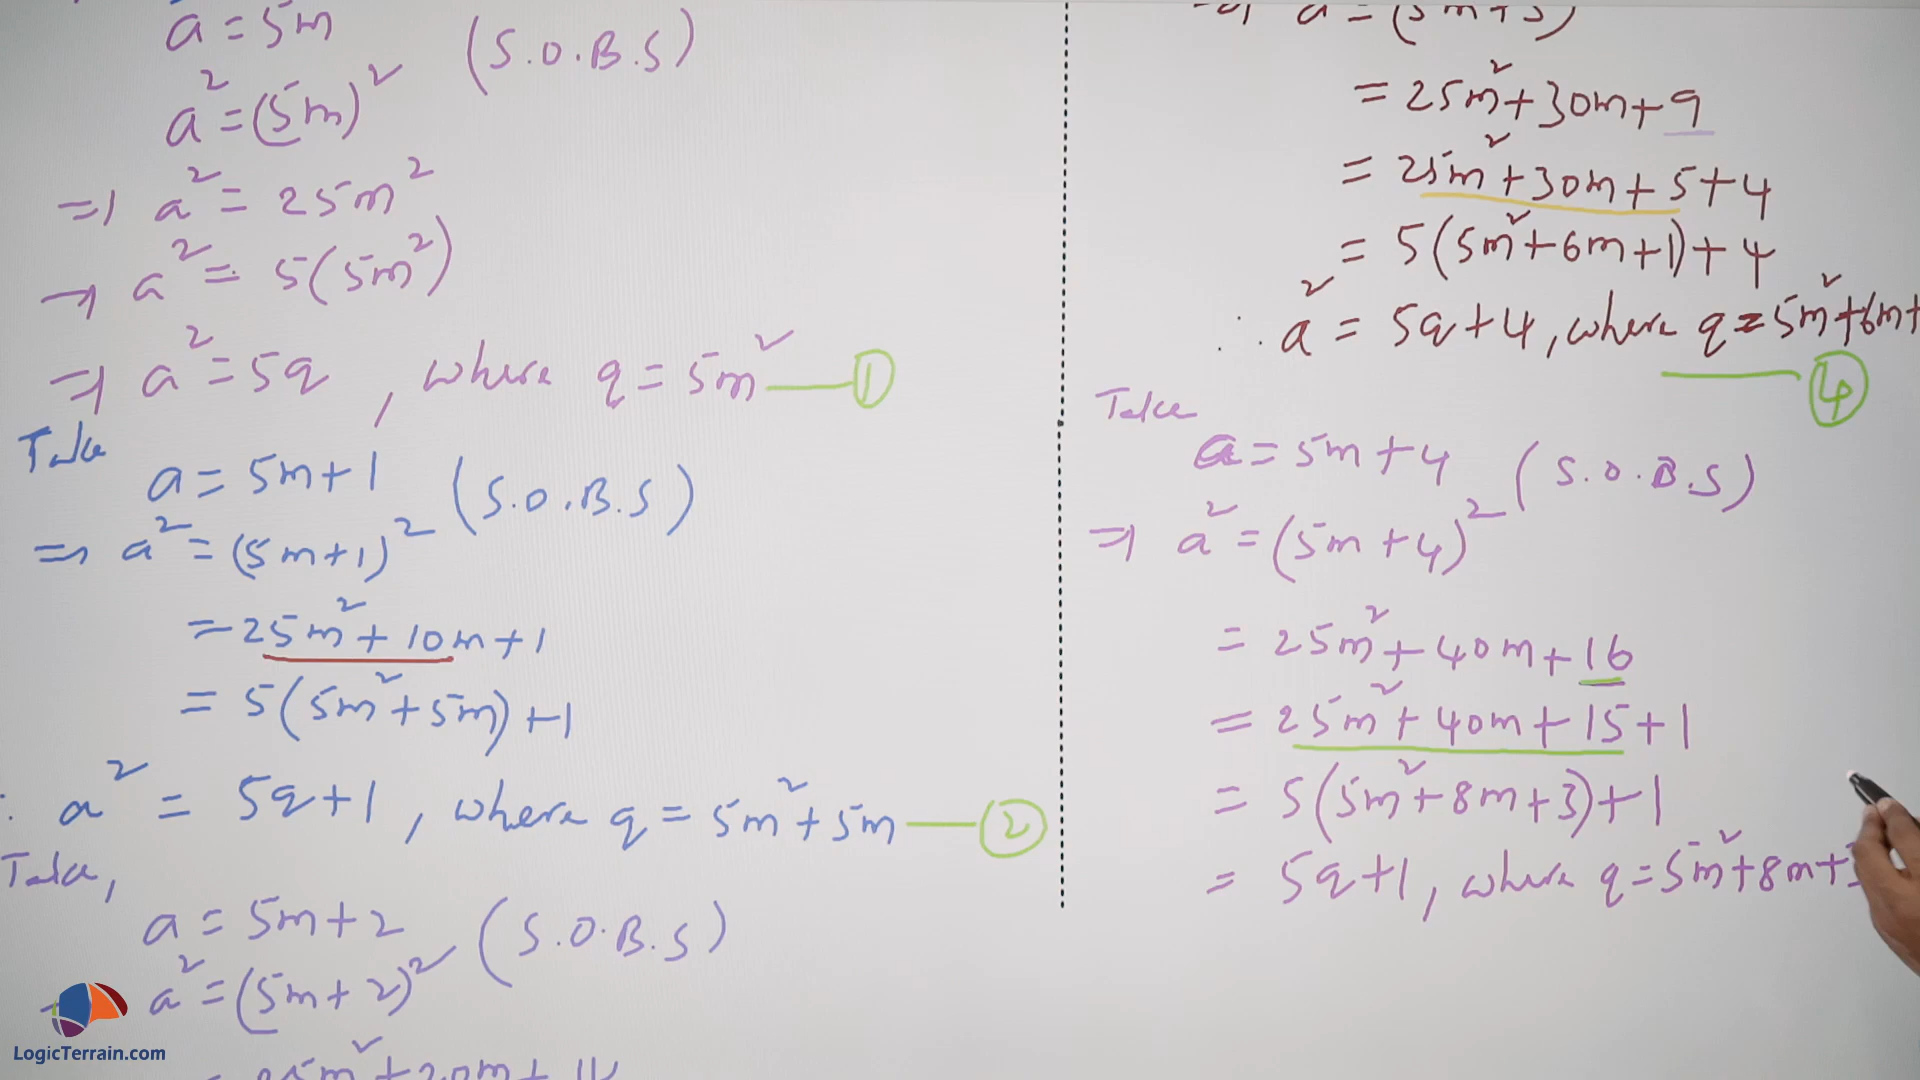 a = 5m (S.O.B.S)
a² = (5m)²
⇒ a² = 25m²
→ a² = 5(5m²)
⇒ a² = 5q , where q = 5m² —— ①
Take
a = 5m+1 (S.O.B.S)
⇒ a² = (5m+1)²
= 25m² + 10m + 1
= 5(5m² + 5m) + 1
∴ a² = 5q+1 , where q = 5m² + 5m —— ②
Take,
a = 5m+2 (S.O.B.S)
a² = (5m+2)²
LogicTerrain.com
= 25m² + 30m + 9
= 25m² + 30m + 5 + 4
= 5(5m² + 6m + 1) + 4
∴ a² = 5q+4 , where q = 5m² + 6m +
④
Take
a = 5m + 4 (S.O.B.S)
⇒ a² = (5m + 4)²
= 25m² + 40m + 16
= 25m² + 40m + 15 + 1
= 5(5m² + 8m + 3) + 1
= 5q+1 , where q = 5m² + 8m +